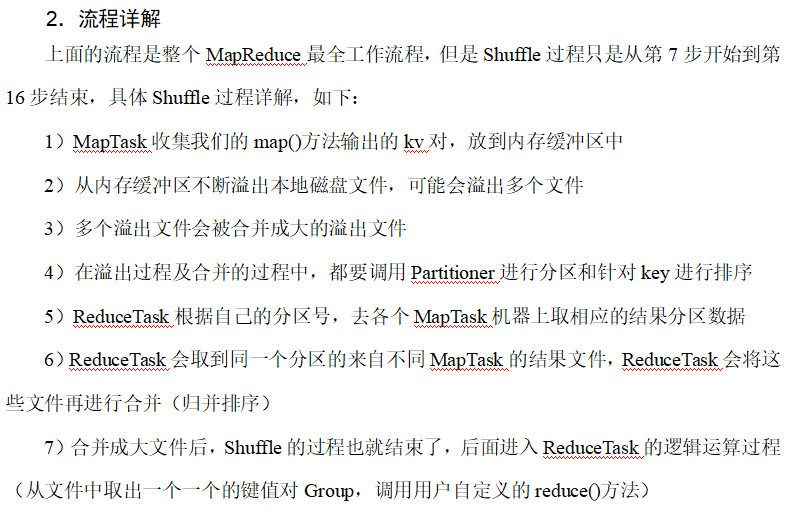 2．流程详解
上面的流程是整个 MapReduce 最全工作流程，但是 Shuffle 过程只是从第 7 步开始到第
16 步结束，具体 Shuffle 过程详解，如下：
1）MapTask 收集我们的 map()方法输出的 kv 对，放到内存缓冲区中
2）从内存缓冲区不断溢出本地磁盘文件，可能会溢出多个文件
3）多个溢出文件会被合并成大的溢出文件
4）在溢出过程及合并的过程中，都要调用 Partitioner 进行分区和针对 key 进行排序
5）ReduceTask 根据自己的分区号，去各个 MapTask 机器上取相应的结果分区数据
6）ReduceTask 会取到同一个分区的来自不同 MapTask 的结果文件，ReduceTask 会将这
些文件再进行合并（归并排序）
7）合并成大文件后，Shuffle 的过程也就结束了，后面进入 ReduceTask 的逻辑运算过程
（从文件中取出一个一个的键值对 Group，调用用户自定义的 reduce()方法）